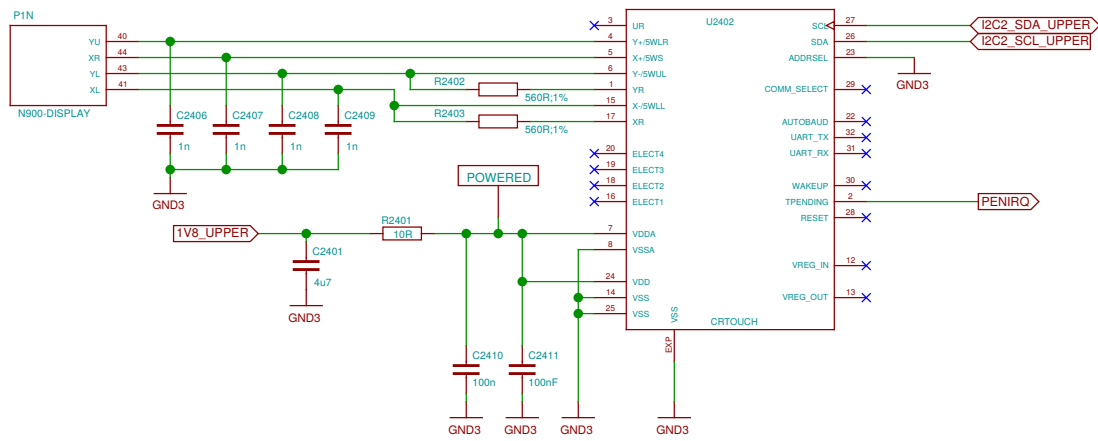 P1N
YU 40
XR 44
YL 43
XL 41
N900-DISPLAY
C2406
1n
C2407
1n
C2408
1n
C2409
1n
GND3
R2402
560R;1%
R2403
560R;1%
POWERED
1V8_UPPER
R2401
10R
C2401
4u7
GND3
C2410
100n
C2411
100nF
GND3
GND3
GND3
GND3
U2402
3 UR
4 Y+/5WLR
5 X+/5WS
6 Y-/5WUL
1 YR
15 X-/5WLL
17 XR
20 ELECT4
19 ELECT3
18 ELECT2
16 ELECT1
7 VDDA
8 VSSA
24 VDD
14 VSS
25 VSS
VSS
EXP
CRTOUCH
SCL 27
SDA 26
ADDRSEL 23
COMM_SELECT 29
AUTOBAUD 22
UART_TX 32
UART_RX 31
WAKEUP 30
TPENDING 2
RESET 28
VREG_IN 12
VREG_OUT 13
I2C2_SDA_UPPER
I2C2_SCL_UPPER
GND3
PENIRQ